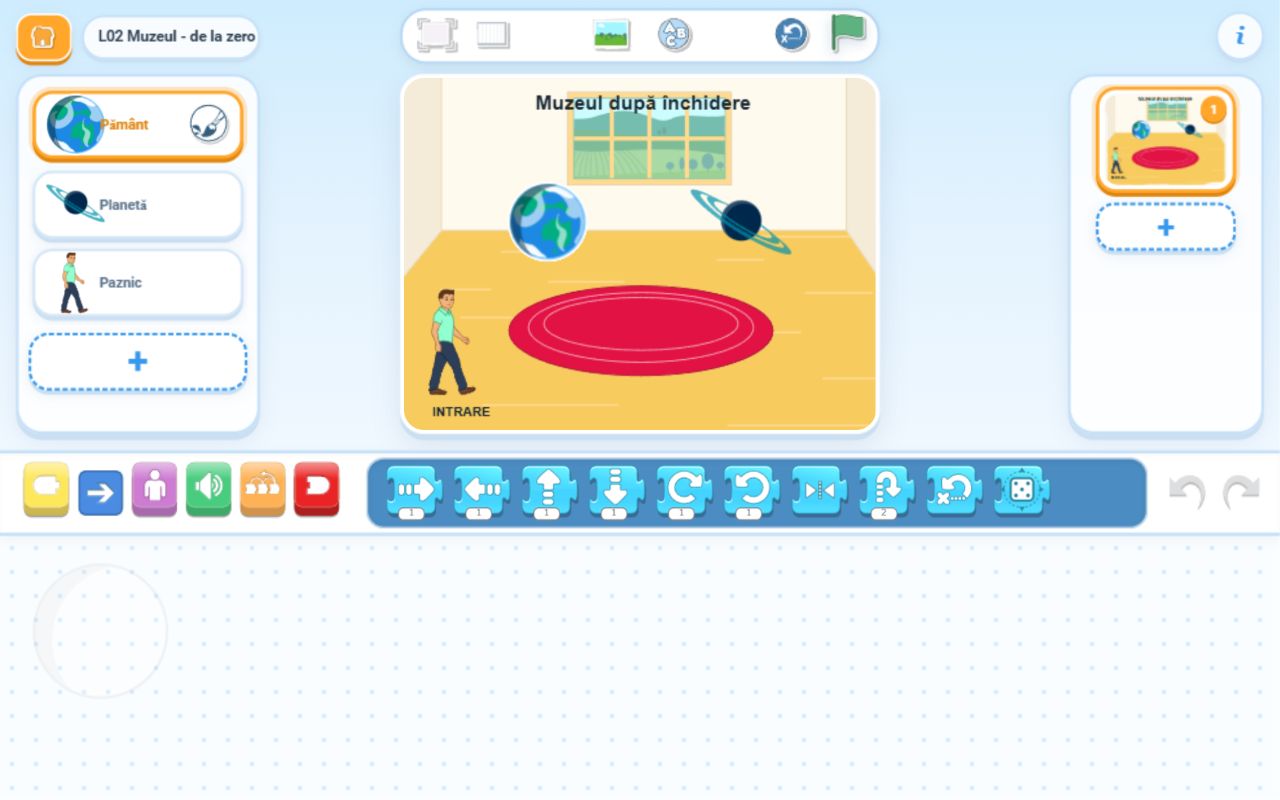 L02 Muzeul - de la zero
A
B
C
i
Pământ
Planetă
Paznic
+
Muzeul după închidere
INTRARE
1
+
1
1
1
1
1
1
2
x